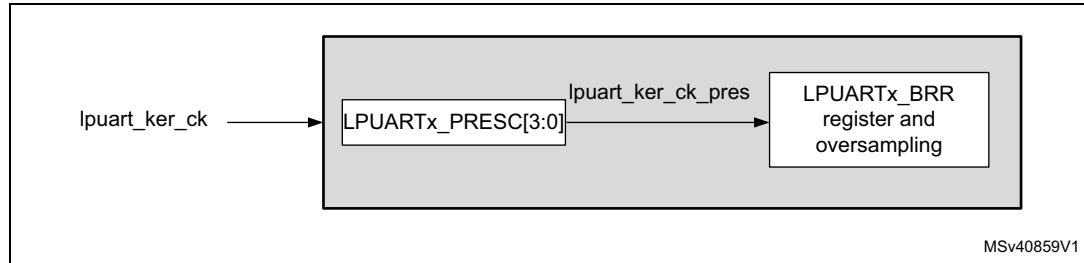 lpuart_ker_ck
LPUARTx_PRESC[3:0]
lpuart_ker_ck_pres
LPUARTx_BRR
register and
oversampling
MSv40859V1